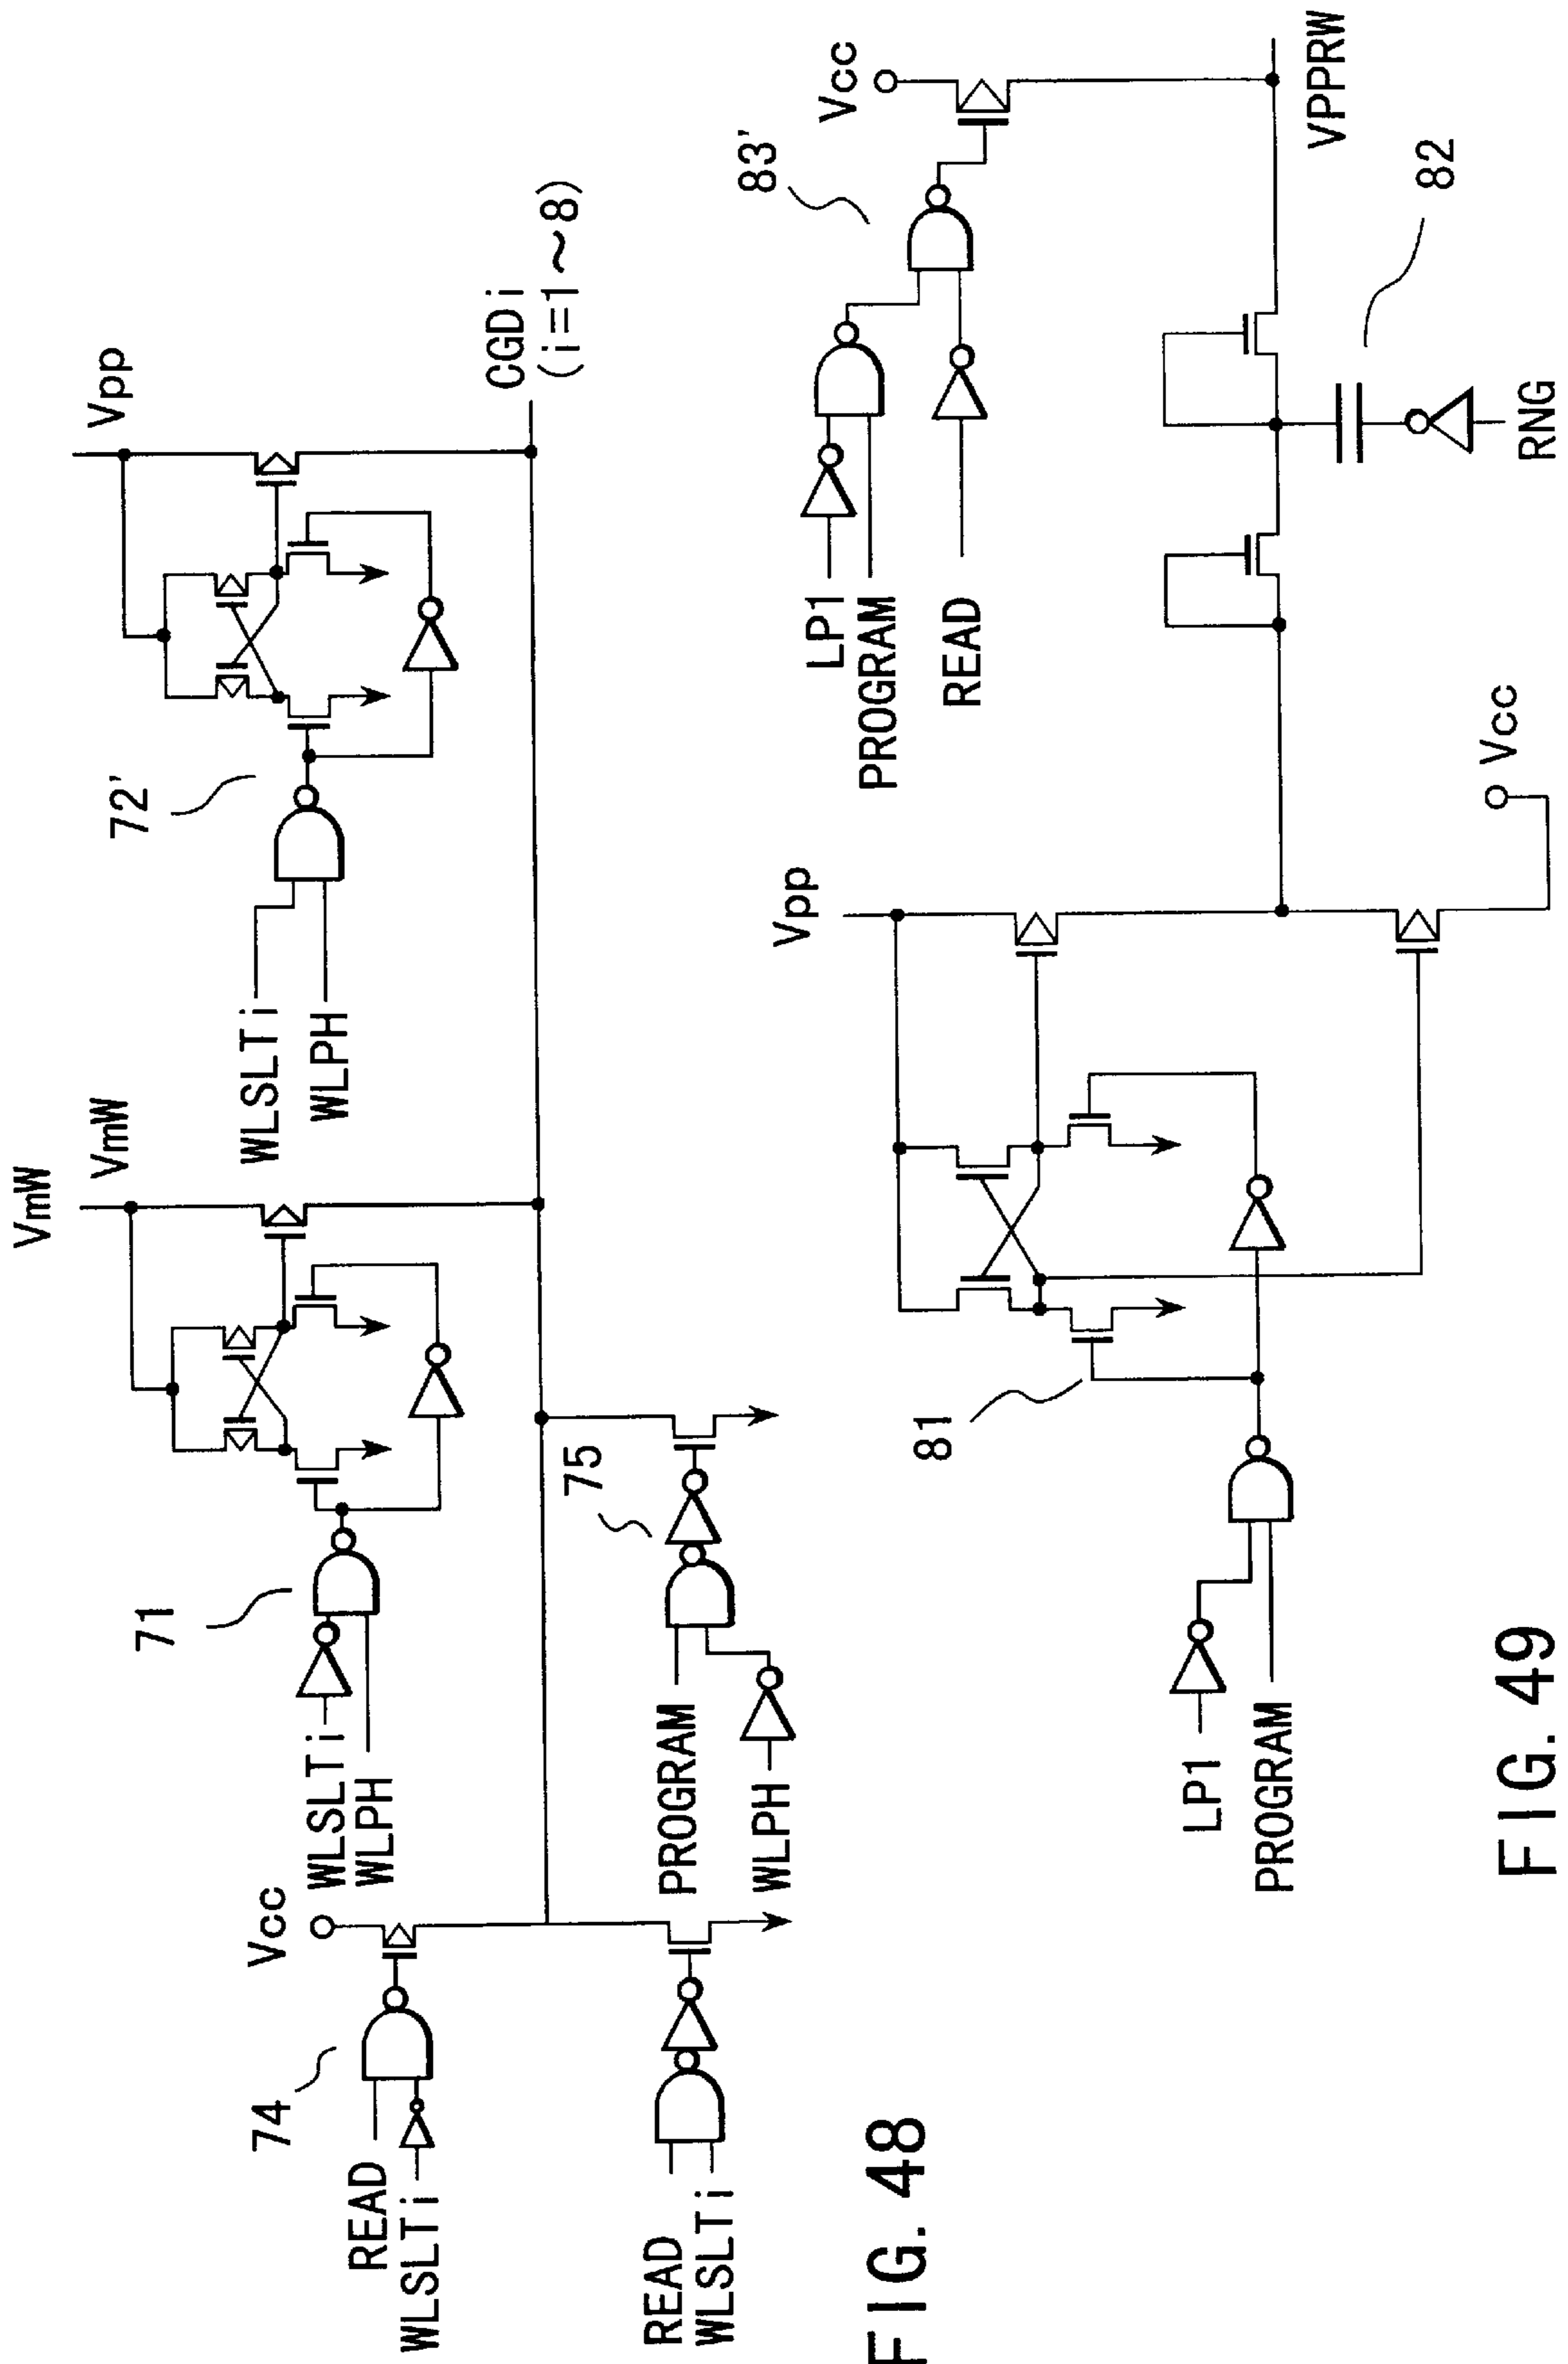 VmW
VmW
Vpp
71
72'
WLSLTi
WLPH
WLSLTi
WLPH
Vcc
74
READ
WLSLTi
CGDi
(i=1~8)
75
PROGRAM
WLPH
READ
WLSLTi
FIG. 48
Vpp
Vcc
83'
LP1
PROGRAM
READ
VPPRW
82
RNG
81
Vcc
LP1
PROGRAM
FIG. 49